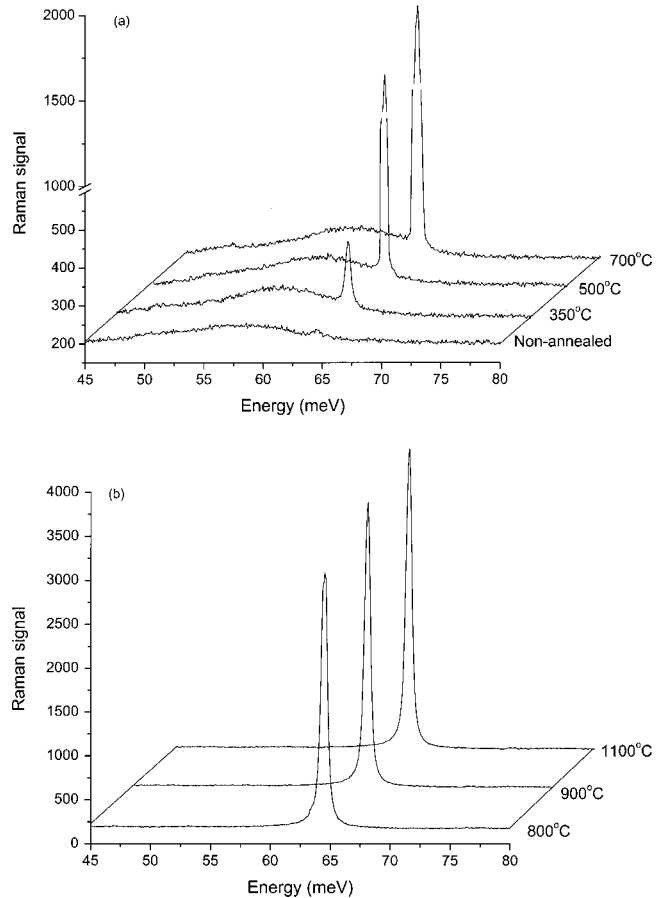 (a)
2000
1500
1000
500
400
300
200
Raman signal
700°C
500°C
350°C
Non-annealed
45 50 55 60 65 70 75 80
Energy (meV)
(b)
4000
3500
3000
2500
2000
1500
1000
500
0
Raman signal
1100°C
900°C
800°C
45 50 55 60 65 70 75 80
Energy (meV)